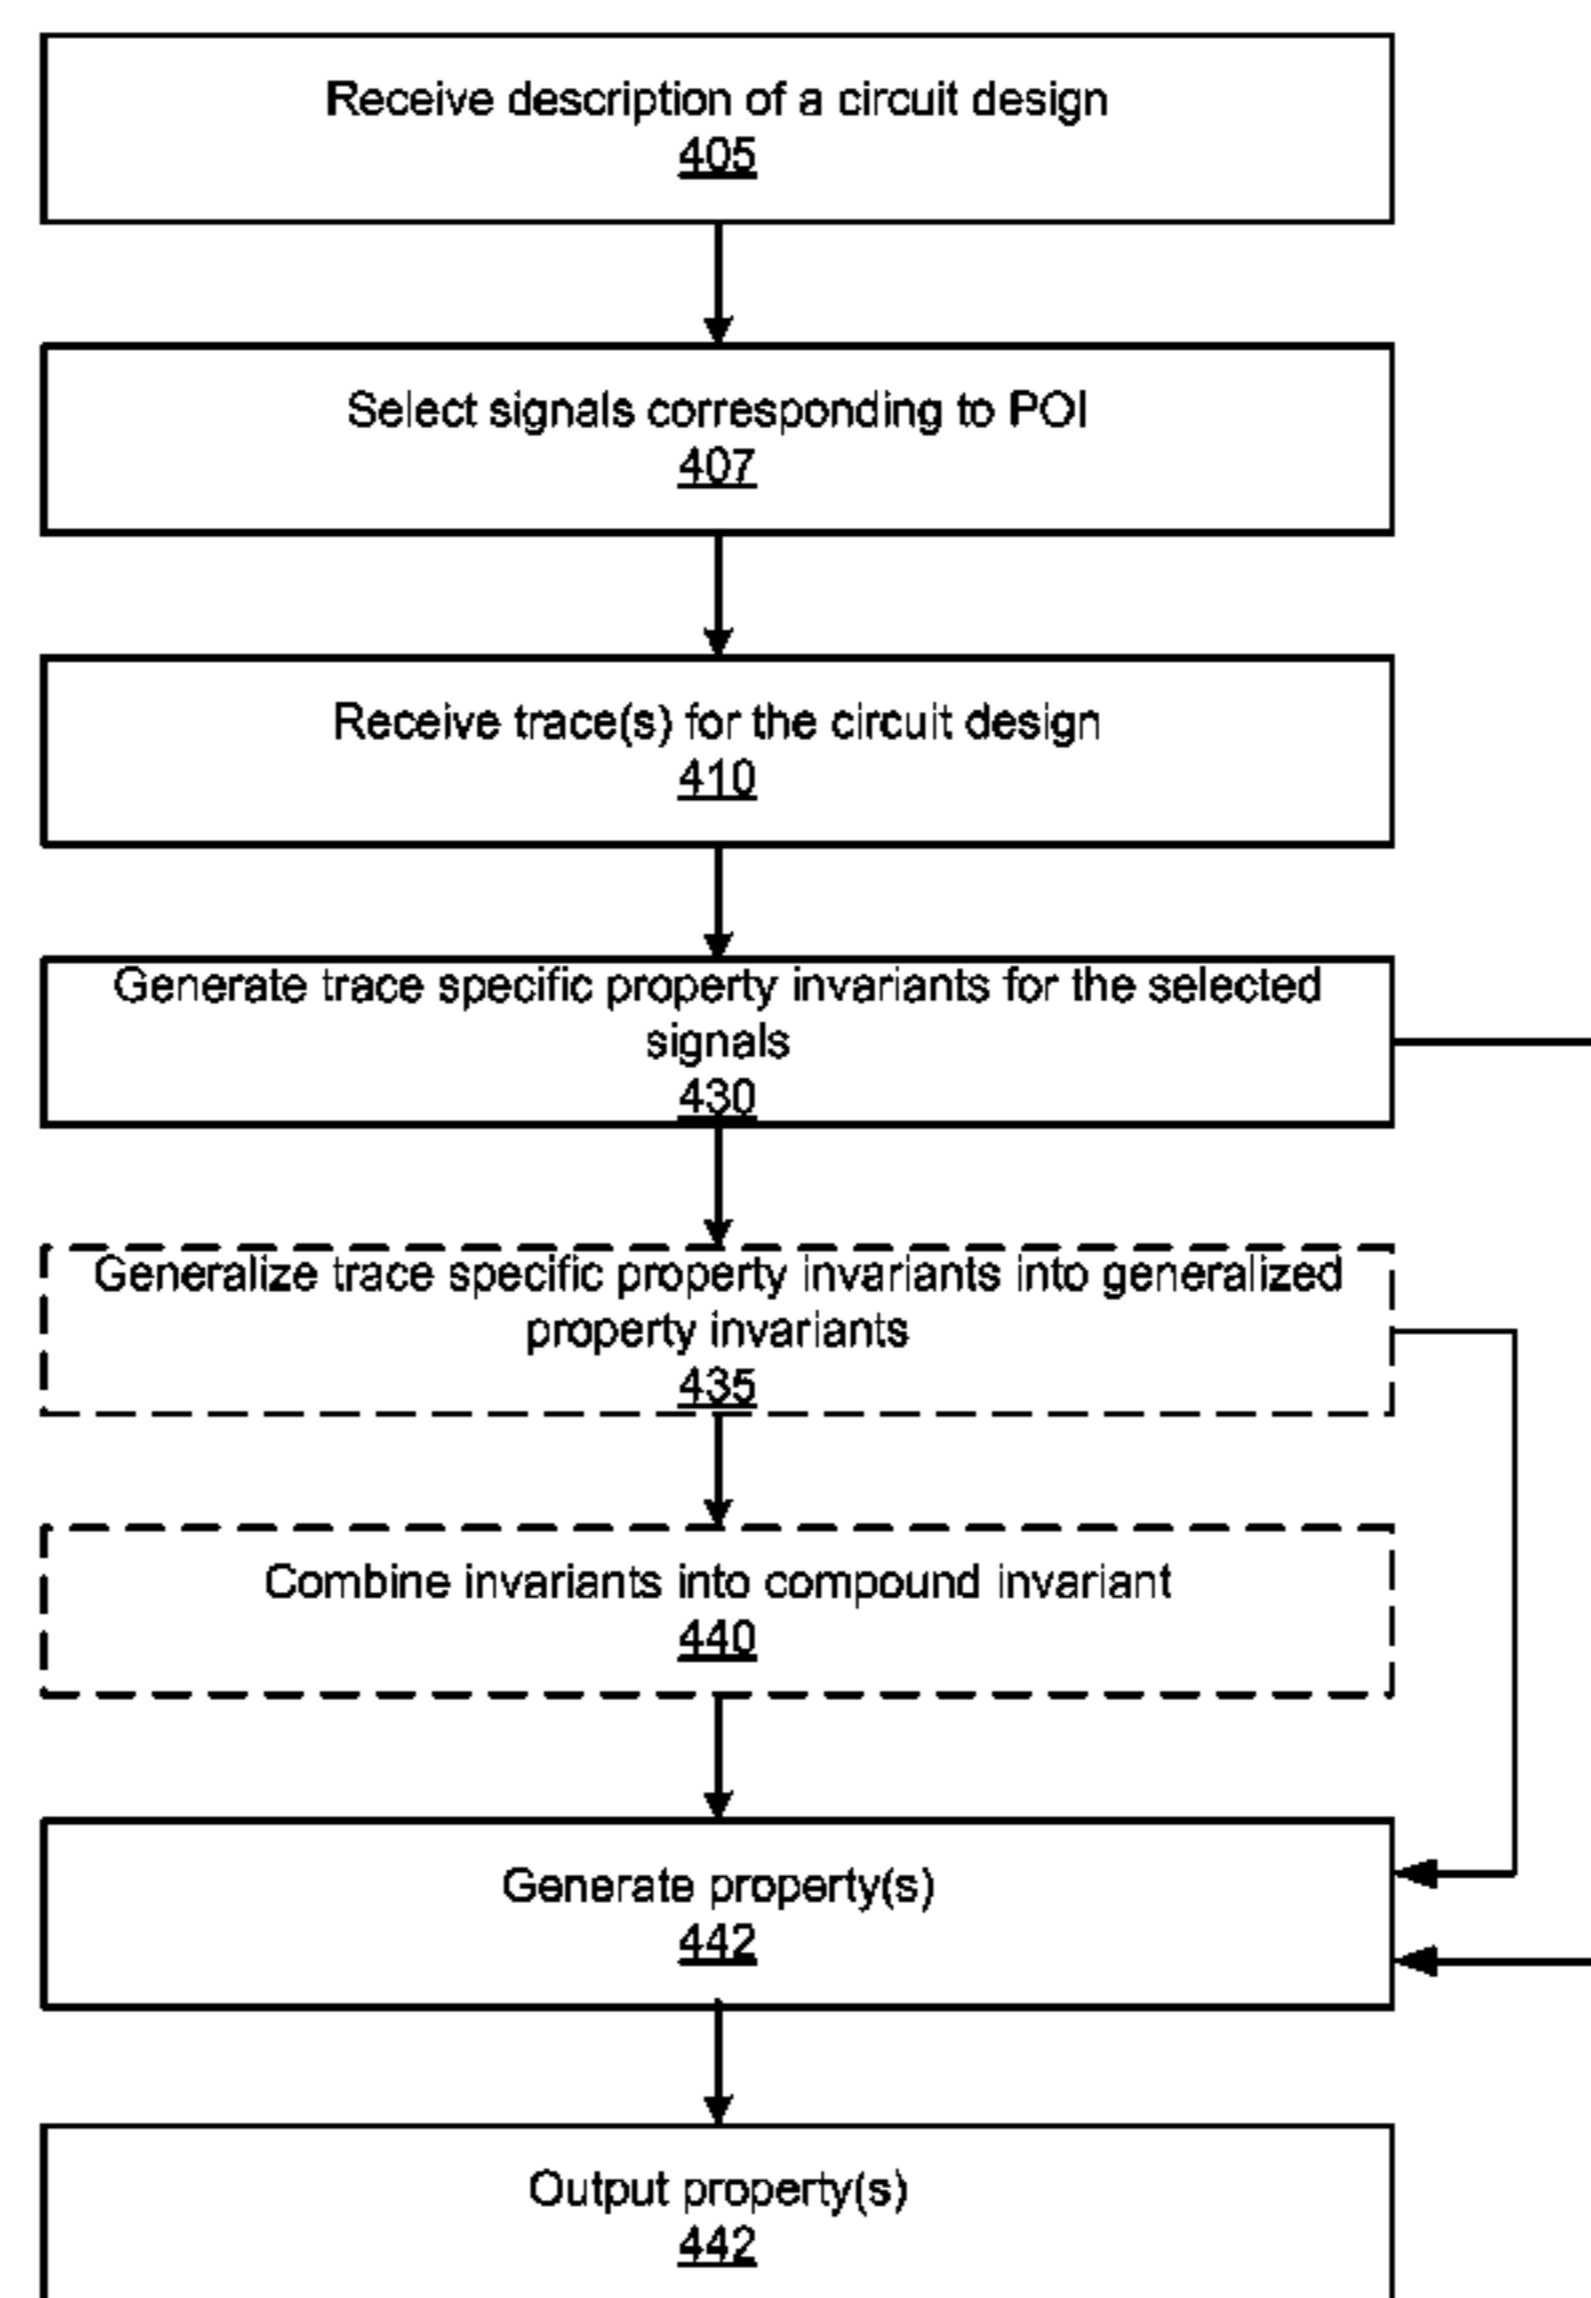 Receive description of a circuit design
405
Select signals corresponding to POI
407
Receive trace(s) for the circuit design
410
Generate trace specific property invariants for the selected
signals
430
Generalize trace specific property invariants into generalized
property invariants
435
Combine invariants into compound invariant
440
Generate property(s)
442
Output property(s)
442